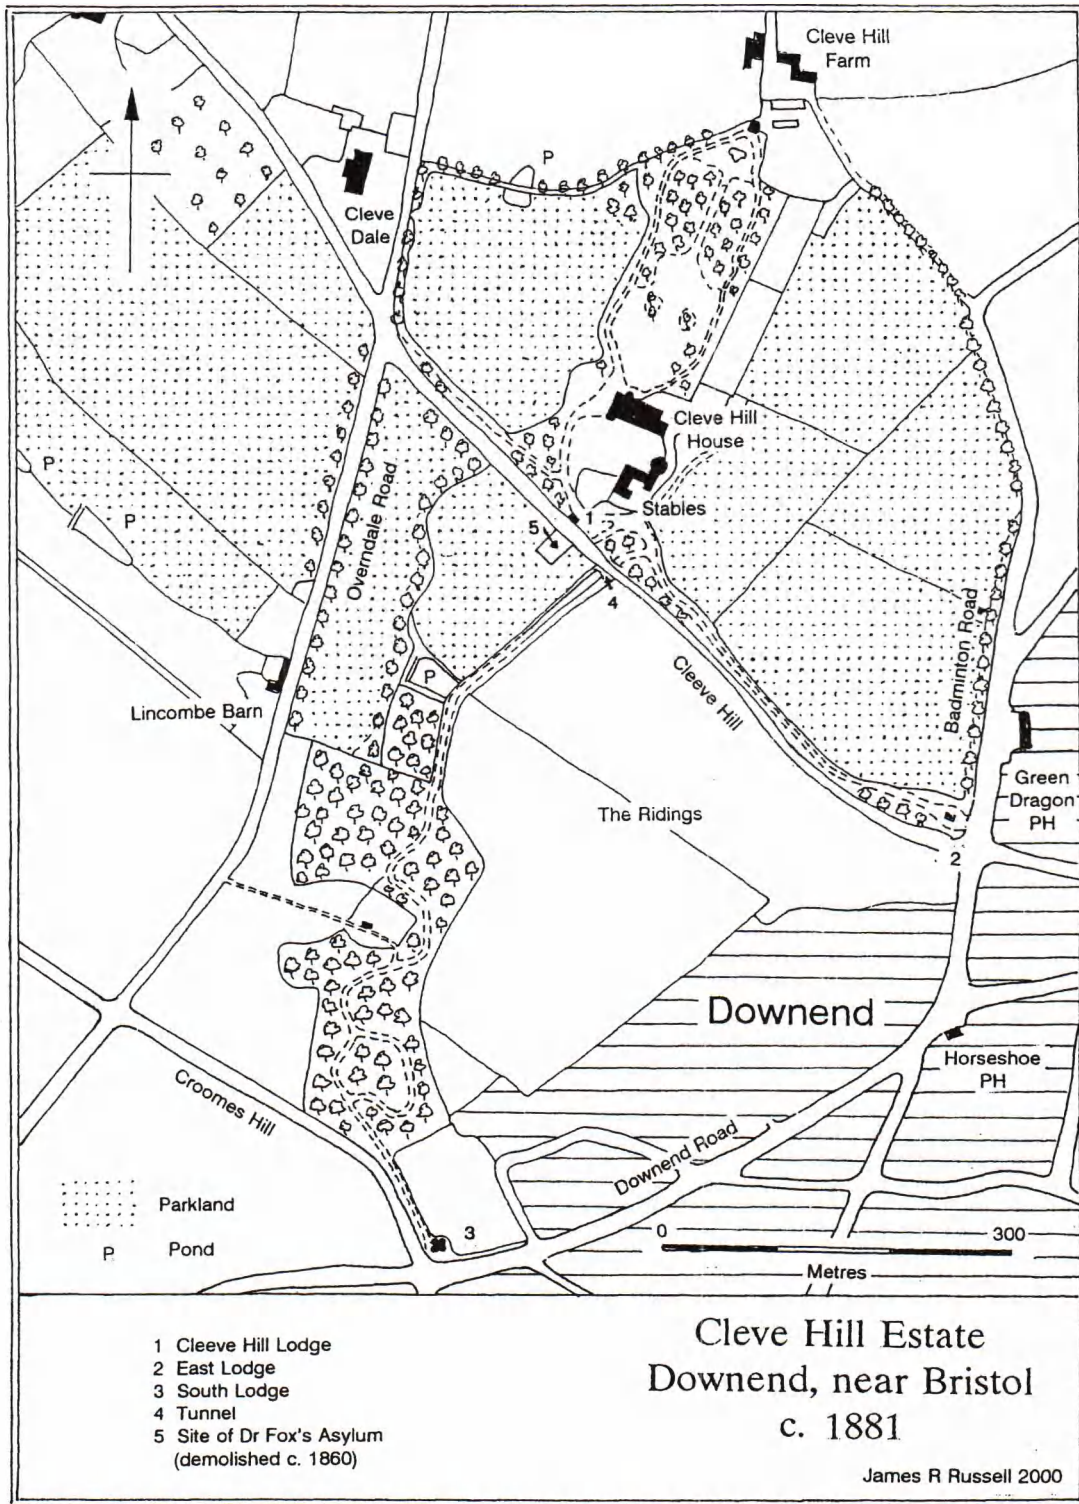 Cleve Hill
Farm
P
Cleve
Dale
Cleve Hill
House
P
Stables
1
5
P
Overndale Road
4
Badminton Road
P
Cleeve Hill
Lincombe Barn
Green
Dragon
PH
The Ridings
2
Downend
Horseshoe
PH
Croomes Hill
Downend Road
Parkland
3
0 300
P Pond
Metres
1 Cleeve Hill Lodge
2 East Lodge
3 South Lodge
4 Tunnel
5 Site of Dr Fox's Asylum
(demolished c. 1860)
Cleve Hill Estate
Downend, near Bristol
c. 1881
James R Russell 2000